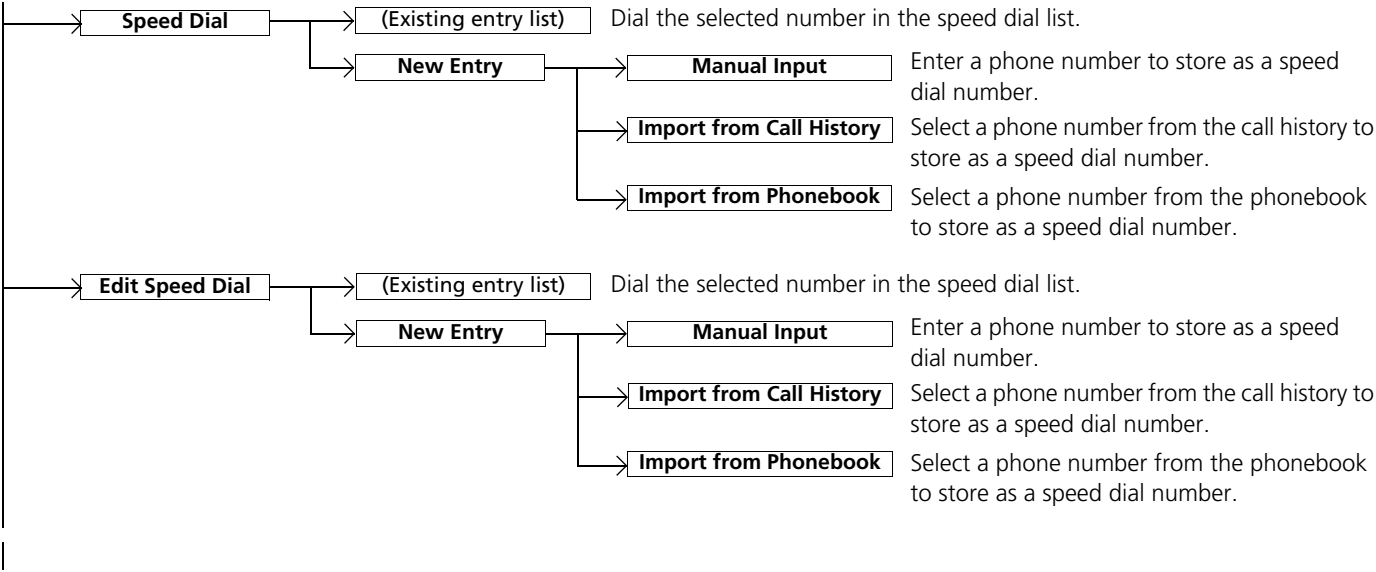 Speed Dial
(Existing entry list)
Dial the selected number in the speed dial list.
New Entry
Manual Input
Enter a phone number to store as a speed
dial number.
Import from Call History
Select a phone number from the call history to
store as a speed dial number.
Import from Phonebook
Select a phone number from the phonebook
to store as a speed dial number.
Edit Speed Dial
(Existing entry list)
Dial the selected number in the speed dial list.
New Entry
Manual Input
Enter a phone number to store as a speed
dial number.
Import from Call History
Select a phone number from the call history to
store as a speed dial number.
Import from Phonebook
Select a phone number from the phonebook
to store as a speed dial number.